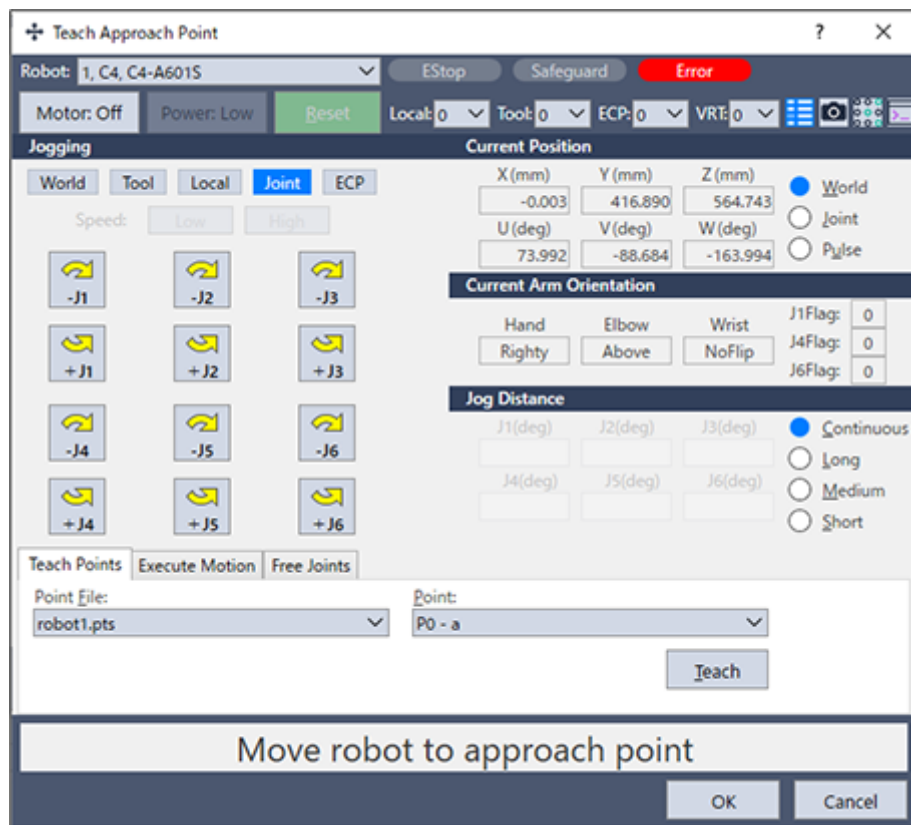 Teach Approach Point ?
Robot: 1, C4, C4-A601S EStop Safeguard Error
Motor: Off Power: Low Reset Local: 0 Tool: 0 ECP: 0 VRT: 0
Jogging
World Tool Local Joint ECP
Speed: Low High
-J1 -J2 -J3
+J1 +J2 +J3
-J4 -J5 -J6
+J4 +J5 +J6
Current Position
X (mm) Y (mm) Z (mm)
-0.003 416.890 564.743
U (deg) V (deg) W (deg)
73.992 -88.684 -163.994
World
Joint
Pulse
Current Arm Orientation
Hand Elbow Wrist
Righty Above NoFlip
J1Flag: 0
J4Flag: 0
J6Flag: 0
Jog Distance
J1(deg) J2(deg) J3(deg)
J4(deg) J5(deg) J6(deg)
Continuous
Long
Medium
Short
Teach Points Execute Motion Free Joints
Point File: Point:
robot1.pts P0 - a
Teach
Move robot to approach point
OK Cancel